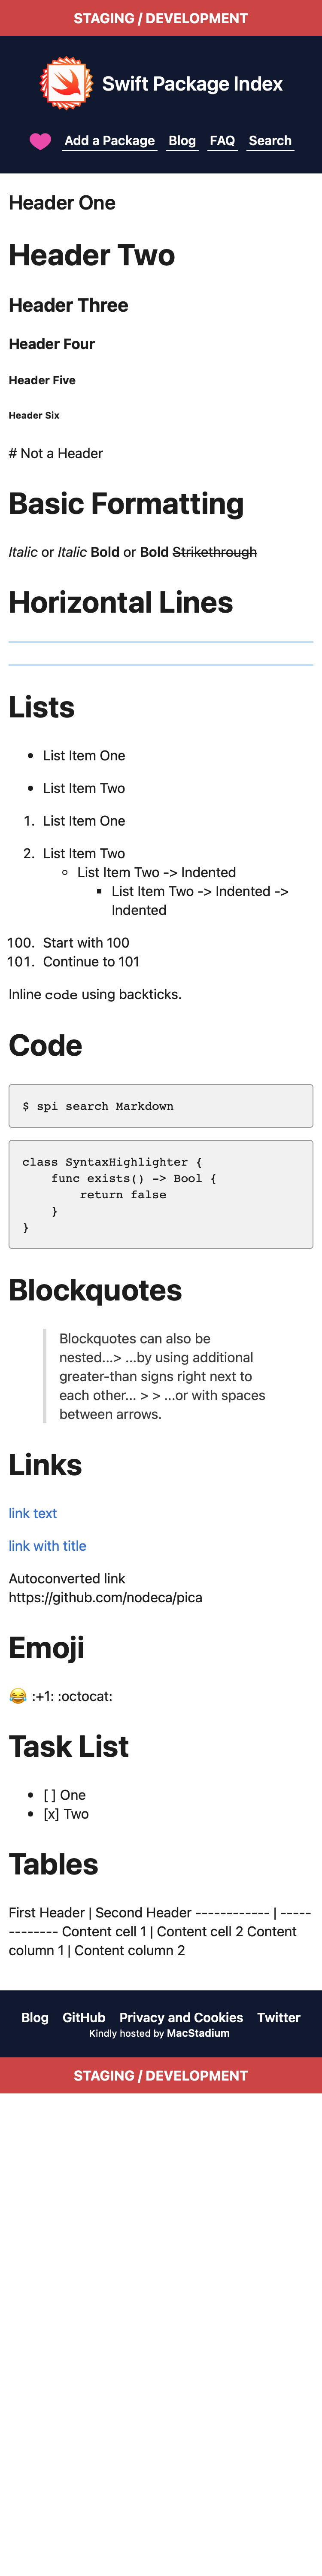 STAGING / DEVELOPMENT
Swift Package Index
Add a Package Blog FAQ Search
Header One
Header Two
Header Three
Header Four
Header Five
Header Six
# Not a Header
Basic Formatting
Italic or Italic Bold or Bold Strikethrough
Horizontal Lines
Lists
• List Item One
• List Item Two
1. List Item One
2. List Item Two
◦ List Item Two -> Indented
▪ List Item Two -> Indented ->
Indented
100. Start with 100
101. Continue to 101
Inline code using backticks.
Code
$ spi search Markdown
class SyntaxHighlighter {
    func exists() -> Bool {
        return false
    }
}
Blockquotes
Blockquotes can also be
nested...> ...by using additional
greater-than signs right next to
each other... > > ...or with spaces
between arrows.
Links
link text
link with title
Autoconverted link
https://github.com/nodeca/pica
Emoji
😂 :+1: :octocat:
Task List
• [ ] One
• [x] Two
Tables
First Header | Second Header ------------ | -----
-------- Content cell 1 | Content cell 2 Content
column 1 | Content column 2
Blog GitHub Privacy and Cookies Twitter
Kindly hosted by MacStadium
STAGING / DEVELOPMENT